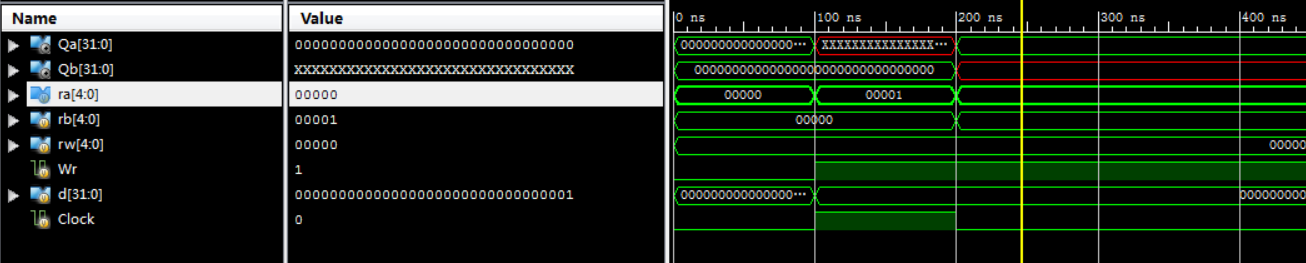 Name Value 0 ns 100 ns 200 ns 300 ns 400 ns
Qa[31:0] 00000000000000000000000000000000 000000000000000··· XXXXXXXXXXXXXXX···
Qb[31:0] XXXXXXXXXXXXXXXXXXXXXXXXXXXXXXXX 00000000000000000000000000000000
ra[4:0] 00000 00000 00001
rb[4:0] 00001 00000
rw[4:0] 00000 00000
Wr 1
d[31:0] 00000000000000000000000000000001 000000000000000··· 000000000
Clock 0